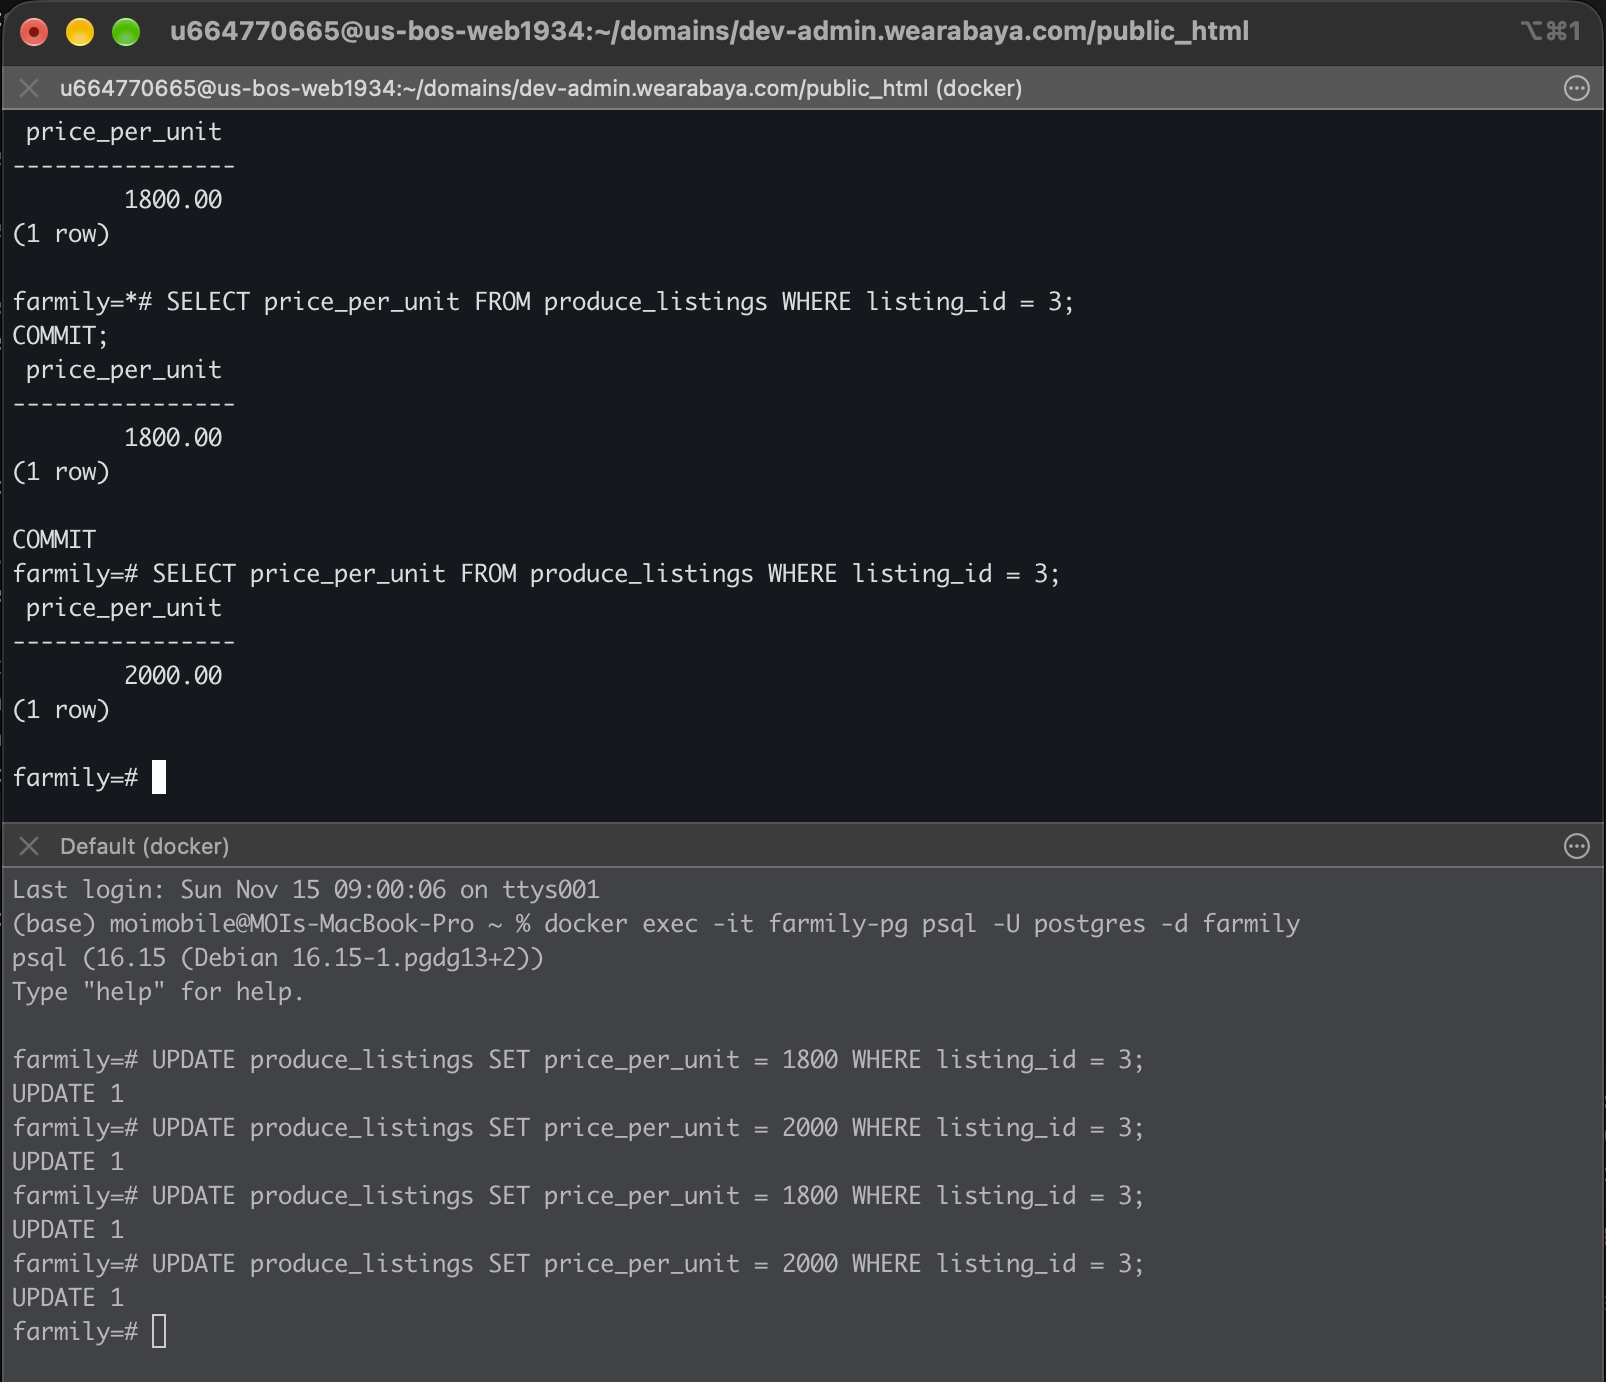 u664770665@us-bos-web1934:~/domains/dev-admin.wearabaya.com/public_html ⌥⌘1
u664770665@us-bos-web1934:~/domains/dev-admin.wearabaya.com/public_html (docker)
price_per_unit
----------------
1800.00
(1 row)
farmily=*# SELECT price_per_unit FROM produce_listings WHERE listing_id = 3;
COMMIT;
price_per_unit
----------------
1800.00
(1 row)
COMMIT
farmily=# SELECT price_per_unit FROM produce_listings WHERE listing_id = 3;
price_per_unit
----------------
2000.00
(1 row)
farmily=#
Default (docker)
Last login: Sun Nov 15 09:00:06 on ttys001
(base) moimobile@MOIs-MacBook-Pro ~ % docker exec -it farmily-pg psql -U postgres -d farmily
psql (16.15 (Debian 16.15-1.pgdg13+2))
Type "help" for help.
farmily=# UPDATE produce_listings SET price_per_unit = 1800 WHERE listing_id = 3;
UPDATE 1
farmily=# UPDATE produce_listings SET price_per_unit = 2000 WHERE listing_id = 3;
UPDATE 1
farmily=# UPDATE produce_listings SET price_per_unit = 1800 WHERE listing_id = 3;
UPDATE 1
farmily=# UPDATE produce_listings SET price_per_unit = 2000 WHERE listing_id = 3;
UPDATE 1
farmily=#